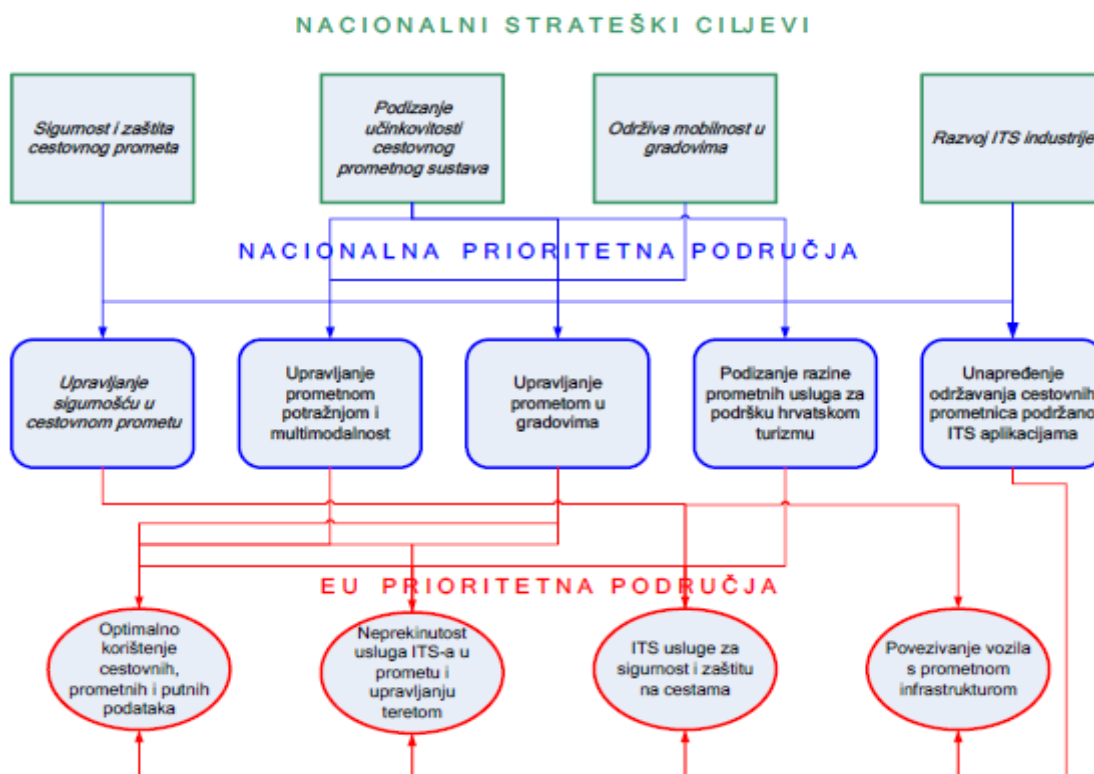 NACIONALNI STRATEŠKI CILJEVI
Sigurnost i zaštita
cestovnog prometa
Podizanje
učinkovitosti
cestovnog
prometnog sustava
Održiva mobilnost u
gradovima
Razvoj ITS industrije
NACIONALNA PRIORITETNA PODRUČJA
Upravljanje
sigurnošću u
cestovnom prometu
Upravljanje
prometnom
potražnjom i
multimodalnost
Upravljanje
prometom u
gradovima
Podizanje razine
prometnih usluga za
podršku hrvatskom
turizmu
Unapređenje
održavanja cestovnih
prometnica podržano
ITS aplikacijama
EU PRIORITETNA PODRUČJA
Optimalno
korištenje
cestovnih,
prometnih i putnih
podataka
Neprekinutost
usluga ITS-a u
prometu i
upravljanju
teretom
ITS usluge za
sigurnost i zaštitu
na cestama
Povezivanje vozila
s prometnom
infrastrukturom